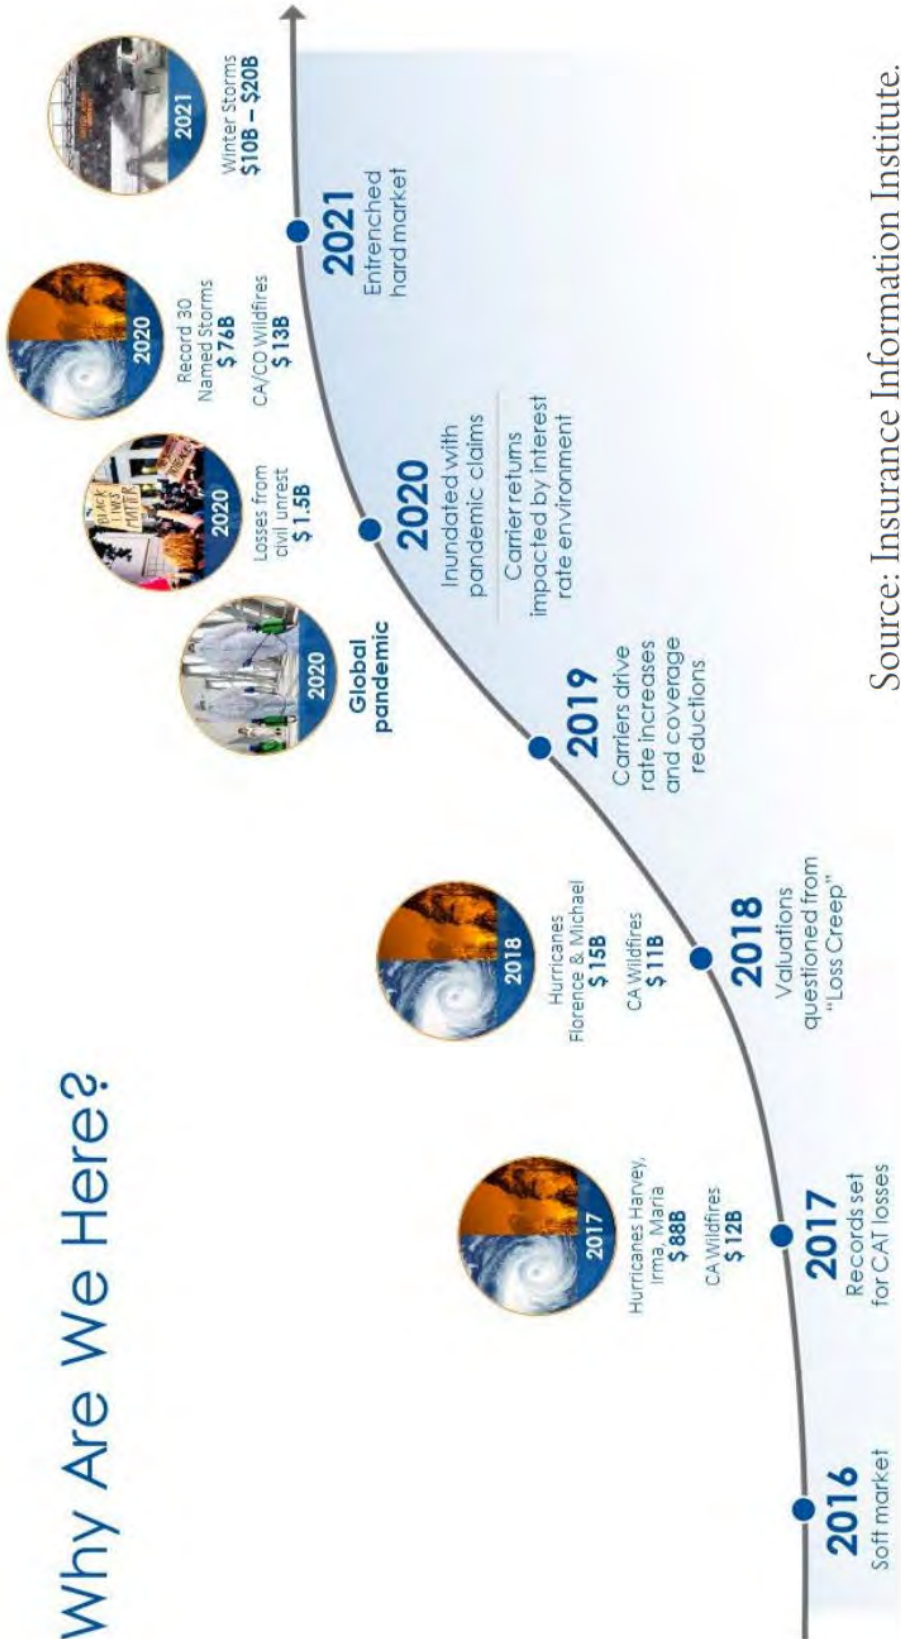 Why Are We Here?
2016
Soft market
2017
Hurricanes Harvey,
Irma, Maria
$88B
CA Wildfires
$12B
2017
Records set
for CAT losses
2018
Hurricanes
Florence & Michael
$15B
CA Wildfires
$11B
2018
Valuations
questioned from
“Loss Creep”
2019
Carriers drive
rate increases
and coverage
reductions
2020
Global
pandemic
BLACK
LIVES
MATTER
2020
Losses from
civil unrest
$1.5B
2020
Inundated with
pandemic claims
Carrier returns
impacted by interest
rate environment
2020
Record 30
Named Storms
$76B
CA/CO Wildfires
$13B
2021
Winter Storms
$10B – $20B
2021
Entrenched
hard market
Source: Insurance Information Institute.